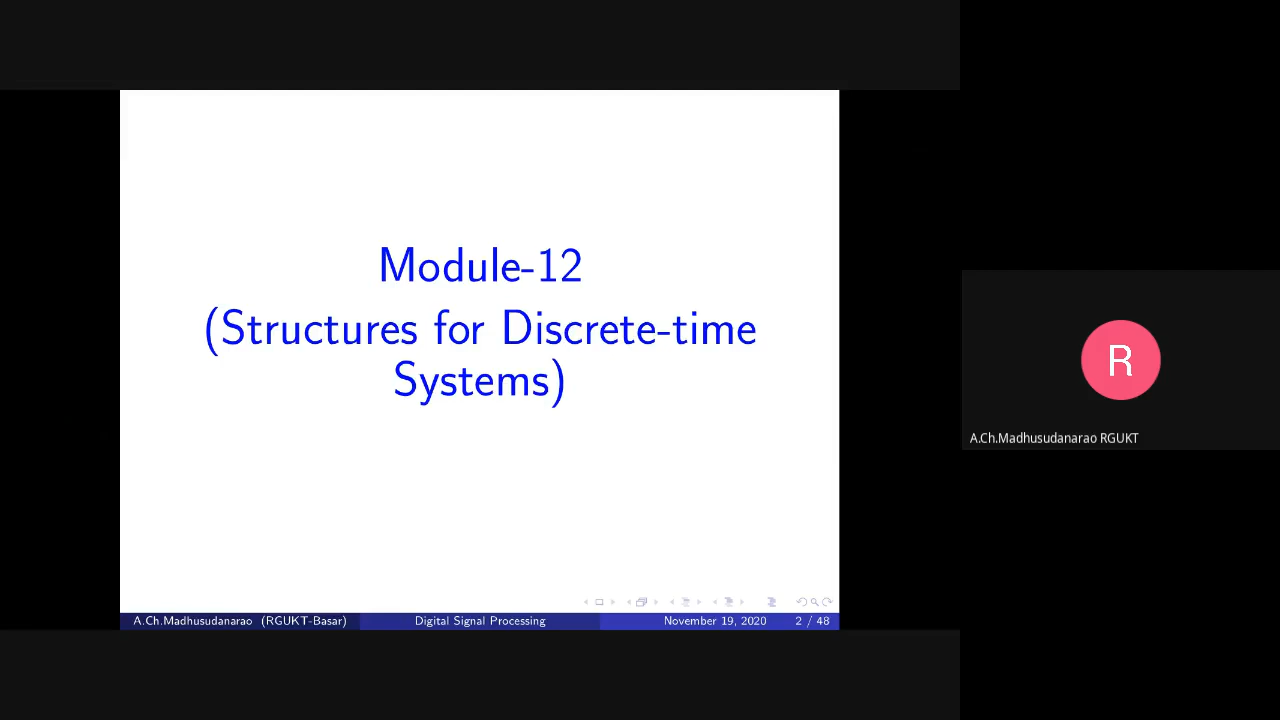 Module-12
(Structures for Discrete-time
Systems)
A.Ch.Madhusudanarao (RGUKT-Basar) Digital Signal Processing November 19, 2020 2 / 48
R
A.Ch.Madhusudanarao RGUKT